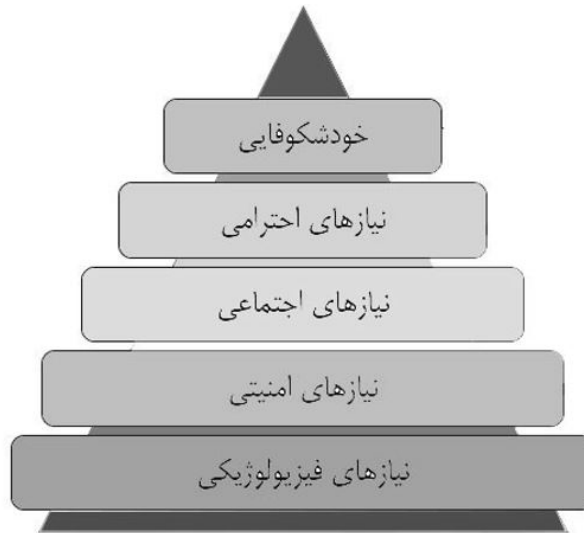 خودشکوفایی
نیازهای احترامی
نیازهای اجتماعی
نیازهای امنیتی
نیازهای فیزیولوژیکی